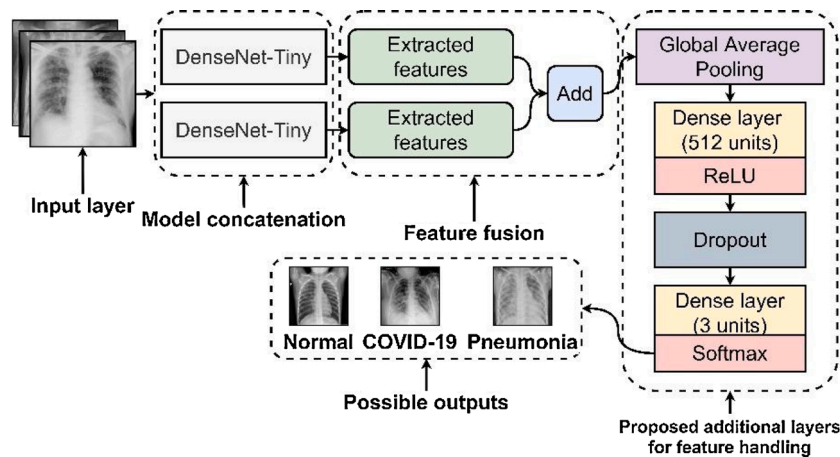 DenseNet-Tiny
DenseNet-Tiny
Extracted
features
Extracted
features
Add
Global Average
Pooling
Dense layer
(512 units)
ReLU
Dropout
Dense layer
(3 units)
Softmax
Input layer
Model concatenation
Feature fusion
Normal
COVID-19
Pneumonia
Possible outputs
Proposed additional layers
for feature handling